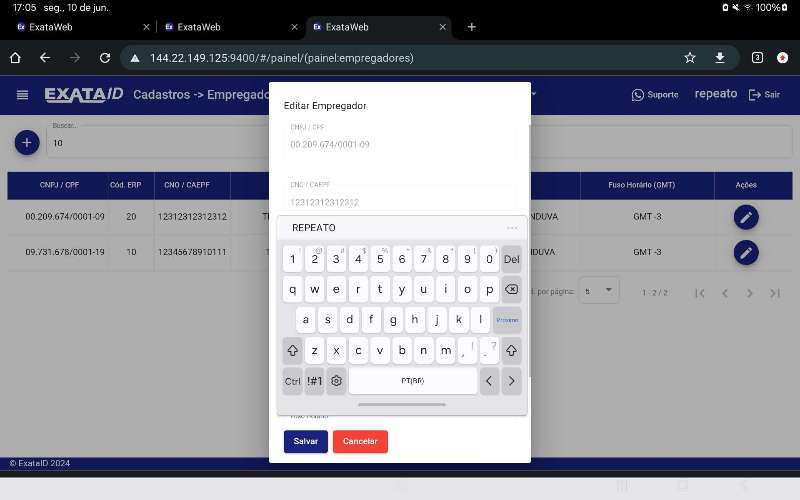 17:05 seg., 10 de jun. 100%
ExataWeb ExataWeb ExataWeb
144.22.149.125:9400/#/painel/(painel:empregadores)
3
EXATAID Cadastros -> Empregado Suporte repeato Sair
Buscar..
10
CNPJ / CPF Cód. ERP CNO / CAEPF Fuso Horário (GMT) Ações
00.209.674/0001-09 20 12312312312312 NDUVA GMT -3
09.731.678/0001-19 10 12345678910111 NDUVA GMT -3
por página: 5 1 - 2 / 2
Editar Empregador
CNPJ / CPF
00.209.674/0001-09
CNO / CAEPF
12312312312312
REPEATO
1 2 3 4 5 6 7 8 9 0 Del
q w e r t y u i o p
a s d f g h j k l Próximo
z x c v b n m , ! . ?
Ctrl !#1 PT(BR)
Salvar Cancelar
© ExataID 2024